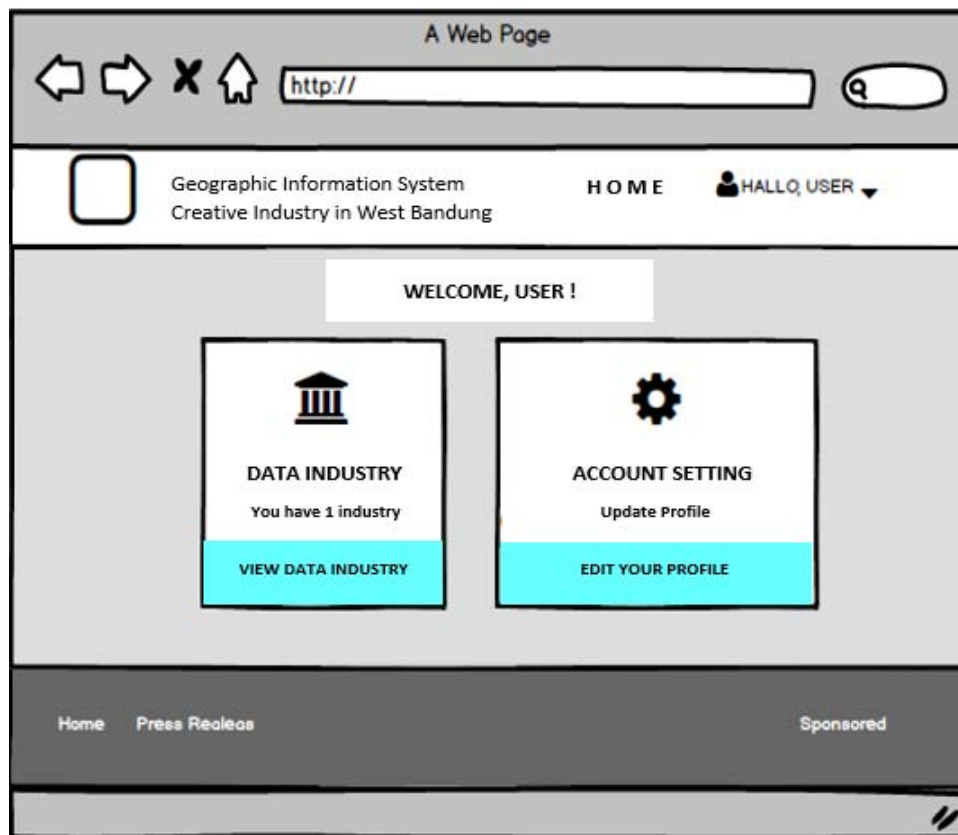 A Web Page
http://
Geographic Information System
Creative Industry in West Bandung
HOME
HALLO, USER
WELCOME, USER !
DATA INDUSTRY
You have 1 industry
VIEW DATA INDUSTRY
ACCOUNT SETTING
Update Profile
EDIT YOUR PROFILE
Home
Press Realeas
Sponsored